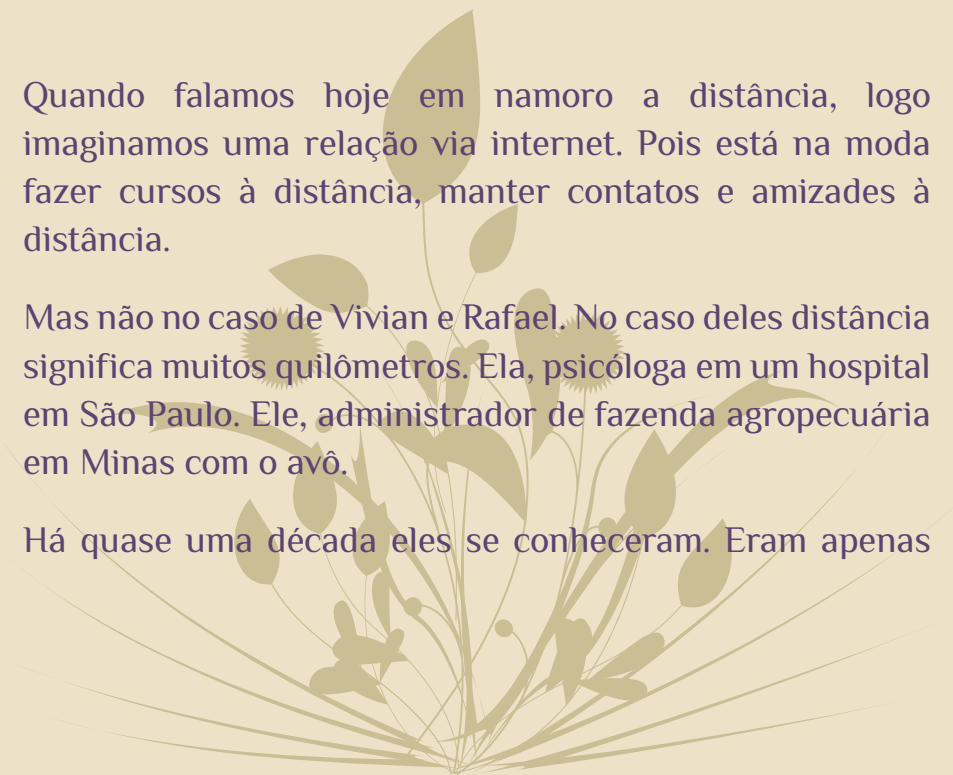 Quando falamos hoje em namoro a distância, logo
imaginamos uma relação via internet. Pois está na moda
fazer cursos à distância, manter contatos e amizades à
distância.
Mas não no caso de Vivian e Rafael. No caso deles distância
significa muitos quilômetros. Ela, psicóloga em um hospital
em São Paulo. Ele, administrador de fazenda agropecuária
em Minas com o avô.
Há quase uma década eles se conheceram. Eram apenas